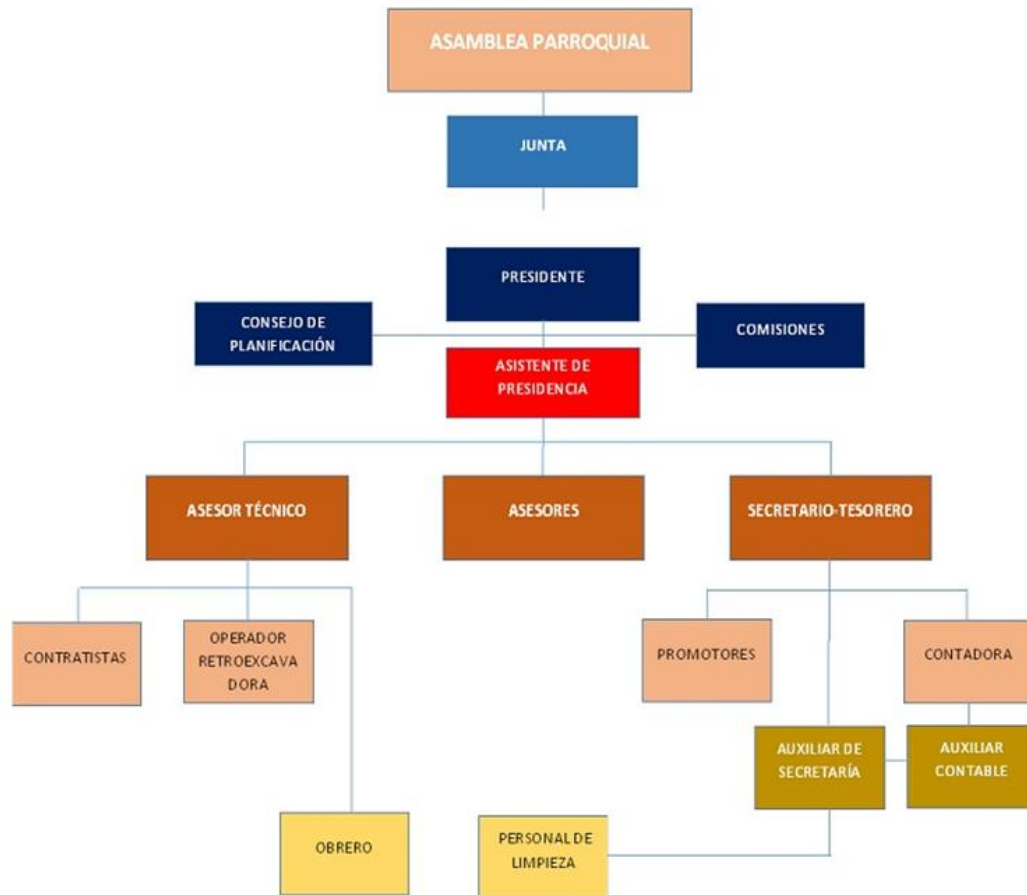 ASAMBLEA PARROQUIAL
JUNTA
PRESIDENTE
CONSEJO DE
PLANIFICACIÓN
COMISIONES
ASISTENTE DE
PRESIDENCIA
ASESOR TÉCNICO
ASESORES
SECRETARIO-TESORERO
CONTRATISTAS
OPERADOR
RETROEXCAVA
DORA
PROMOTORES
CONTADORA
AUXILIAR DE
SECRETARÍA
AUXILIAR
CONTABLE
OBRERO
PERSONAL DE
LIMPIEZA